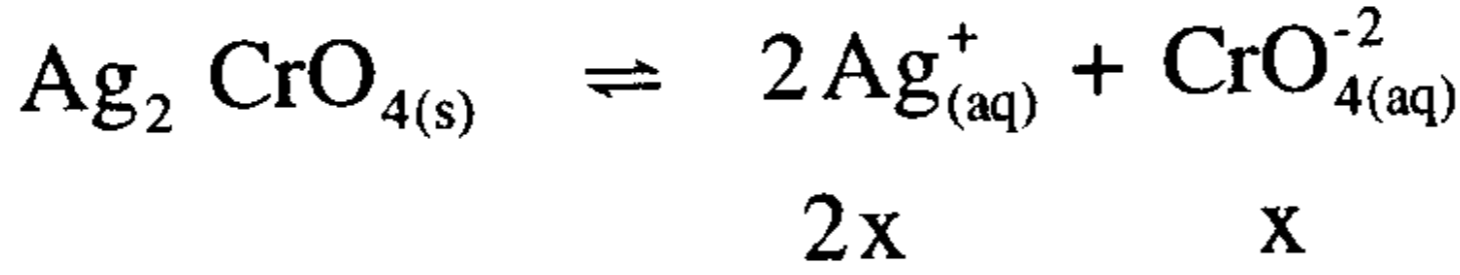 Ag₂ CrO₄(s) ⇌ 2Ag⁺(aq) + CrO₄⁻²(aq)
2x x